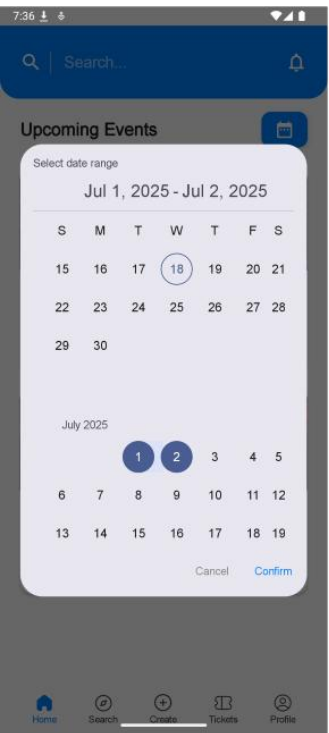 7:36
Search...
Upcoming Events
Select date range
Jul 1, 2025 - Jul 2, 2025
S M T W T F S
15 16 17 18 19 20 21
22 23 24 25 26 27 28
29 30
July 2025
1 2 3 4 5
6 7 8 9 10 11 12
13 14 15 16 17 18 19
Cancel Confirm
Home Search Create Tickets Profile